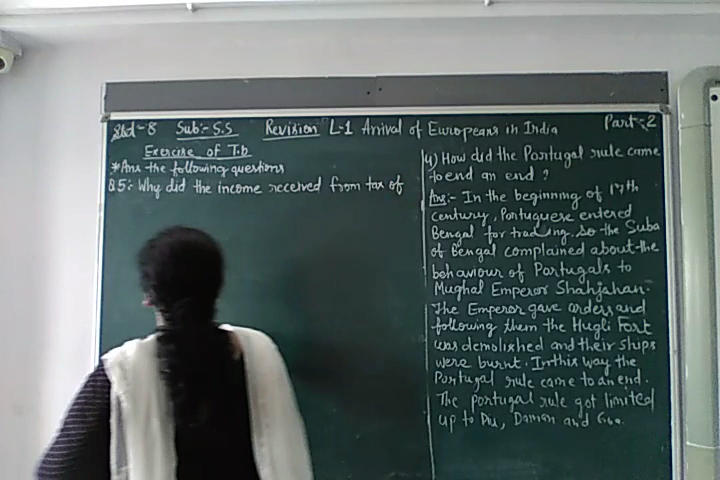 Std-8 Sub:- S.S Revision L-1 Arrival of Europeans in India Part-2
Exercise of T.b
*Ans the following questions
Q5:- Why did the income received from tax of
4) How did the Portugal rule came
to end an end ?
Ans:- In the beginning of 17th
century, Portuguese entered
Bengal for trading. So the Suba
of Bengal complained about the
behaviour of Portugals to
Mughal Emperor Shahjahan.
The Emperor gave orders and
following them the Hugli Fort
was demolished and their ships
were burnt. In this way the
Portugal rule came to an end.
The Portugal rule got limited
up to Diu, Daman and Goa.